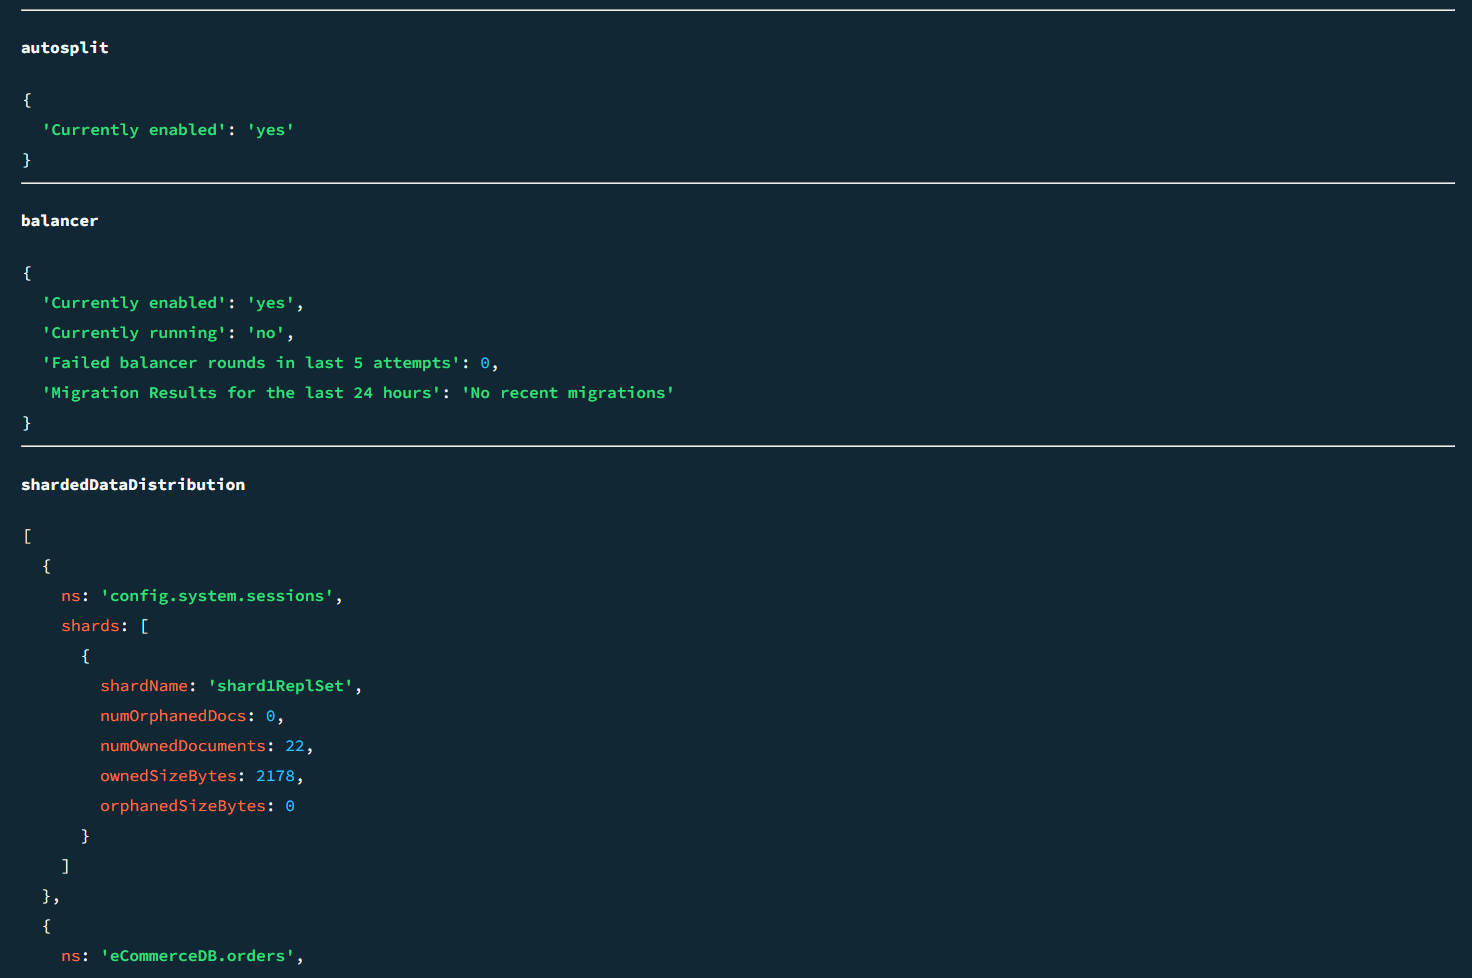 autosplit
{
  'Currently enabled': 'yes'
}
balancer
{
  'Currently enabled': 'yes',
  'Currently running': 'no',
  'Failed balancer rounds in last 5 attempts': 0,
  'Migration Results for the last 24 hours': 'No recent migrations'
}
shardedDataDistribution
[
  {
    ns: 'config.system.sessions',
    shards: [
      {
        shardName: 'shard1ReplSet',
        numOrphanedDocs: 0,
        numOwnedDocuments: 22,
        ownedSizeBytes: 2178,
        orphanedSizeBytes: 0
      }
    ]
  },
  {
    ns: 'eCommerceDB.orders',